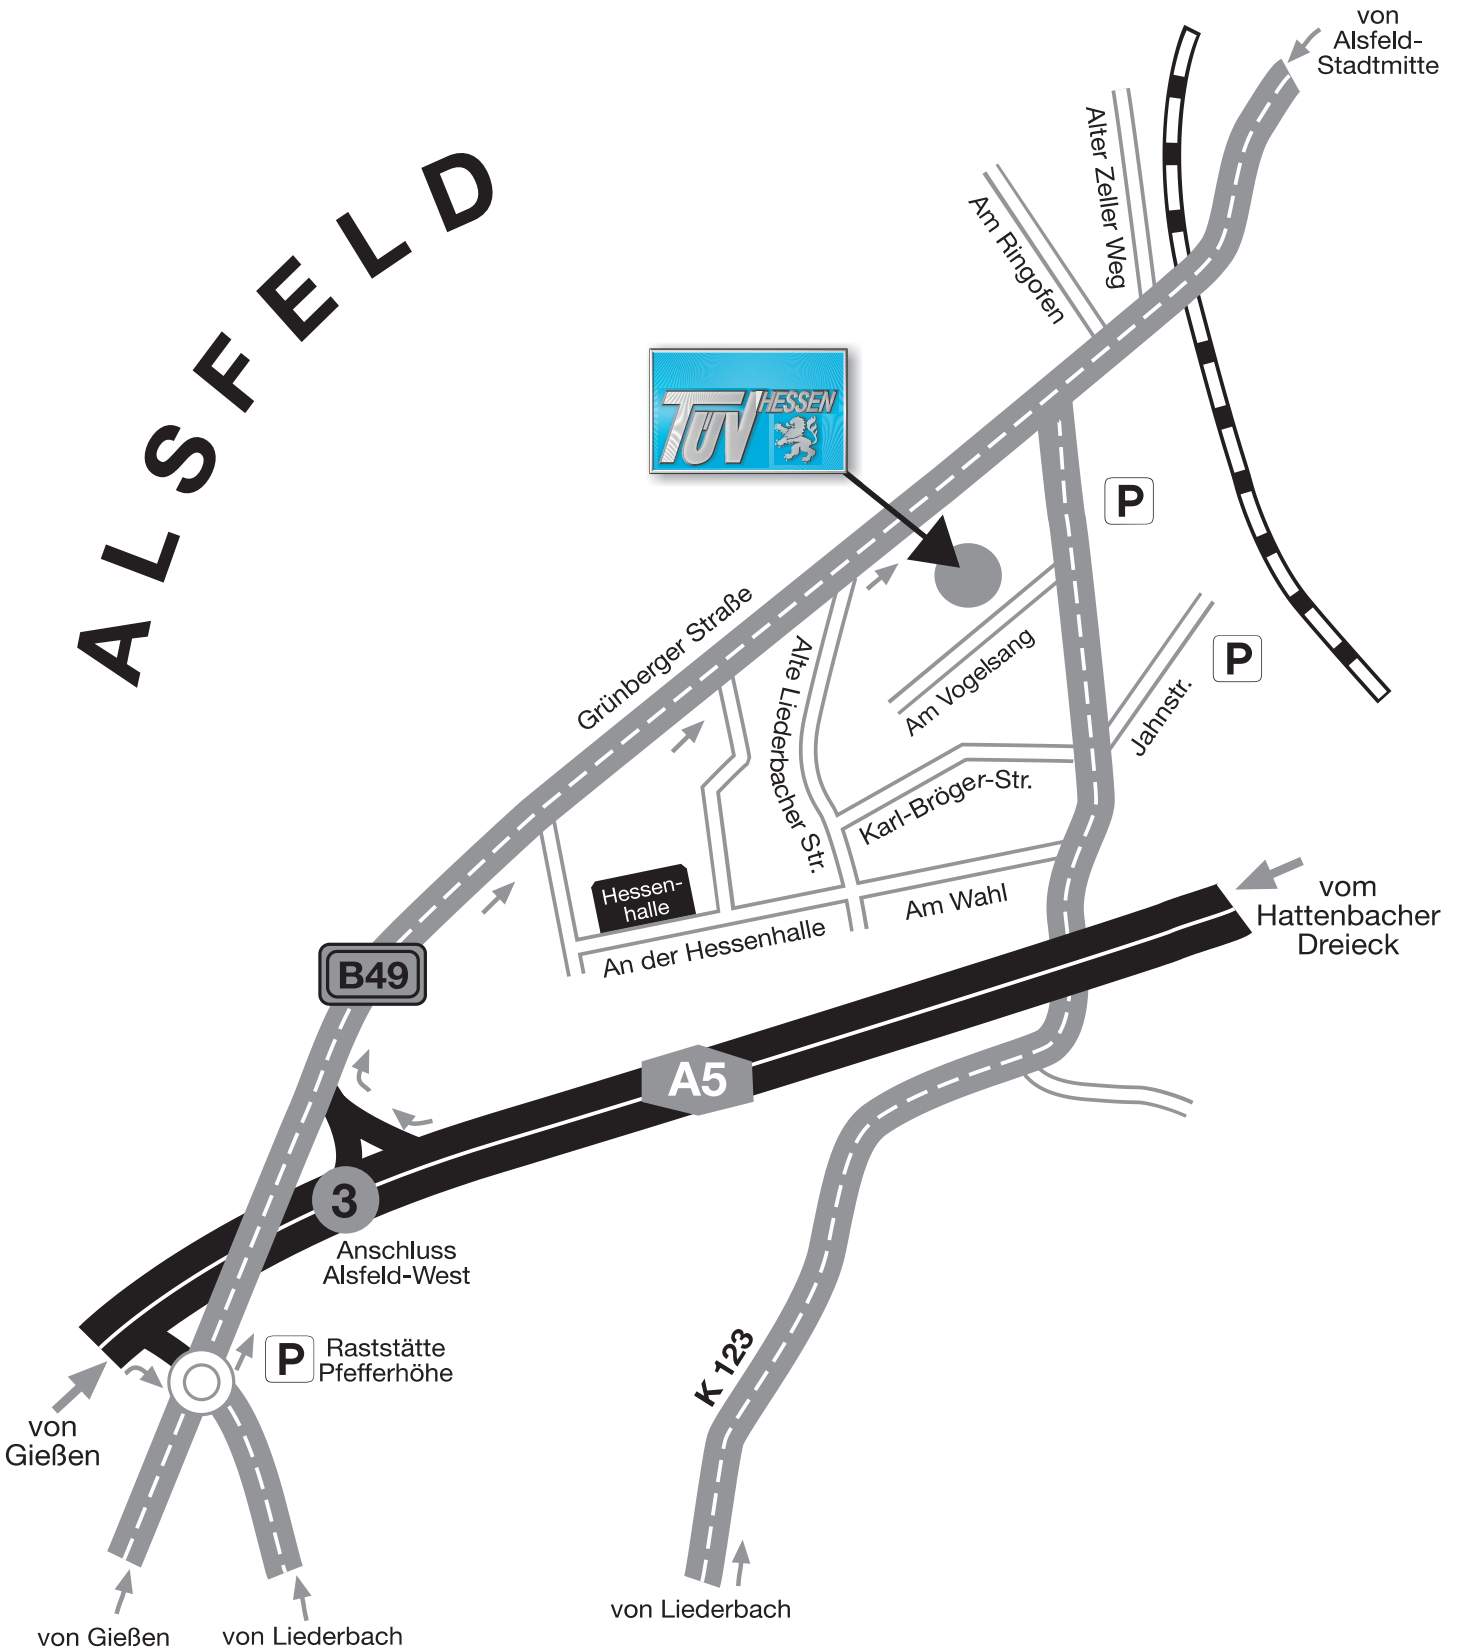 von
Alsfeld-
Stadtmitte
ALSFELD
Alter Zeller Weg
Am Ringofen
TÜV HESSEN
P
Grünberger Straße
Alte Liederbacher Str.
Am Vogelsang
P
Jahnstr.
Karl-Bröger-Str.
Hessen-
halle
An der Hessenhalle
Am Wahl
vom
Hattenbacher
Dreieck
B49
A5
3
Anschluss
Alsfeld-West
P
Raststätte
Pfefferhöhe
K 123
von
Gießen
von Gießen
von Liederbach
von Liederbach